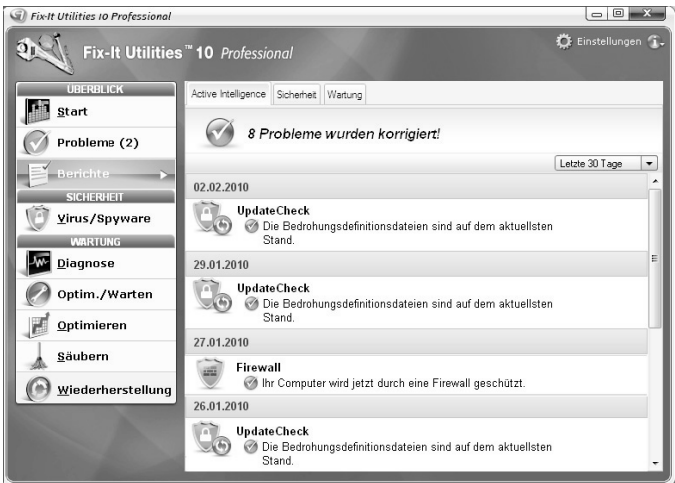 Fix-It Utilities 10 Professional
Fix-It Utilities™ 10 Professional
Einstellungen
ÜBERBLICK
Start
Probleme (2)
Berichte
SICHERHEIT
Virus/Spyware
WARTUNG
Diagnose
Optim./Warten
Optimieren
Säubern
Wiederherstellung
Active Intelligence
Sicherheit
Wartung
8 Probleme wurden korrigiert!
Letzte 30 Tage
02.02.2010
UpdateCheck
Die Bedrohungsdefinitionsdateien sind auf dem aktuellsten
Stand.
29.01.2010
UpdateCheck
Die Bedrohungsdefinitionsdateien sind auf dem aktuellsten
Stand.
27.01.2010
Firewall
Ihr Computer wird jetzt durch eine Firewall geschützt.
26.01.2010
UpdateCheck
Die Bedrohungsdefinitionsdateien sind auf dem aktuellsten
Stand.